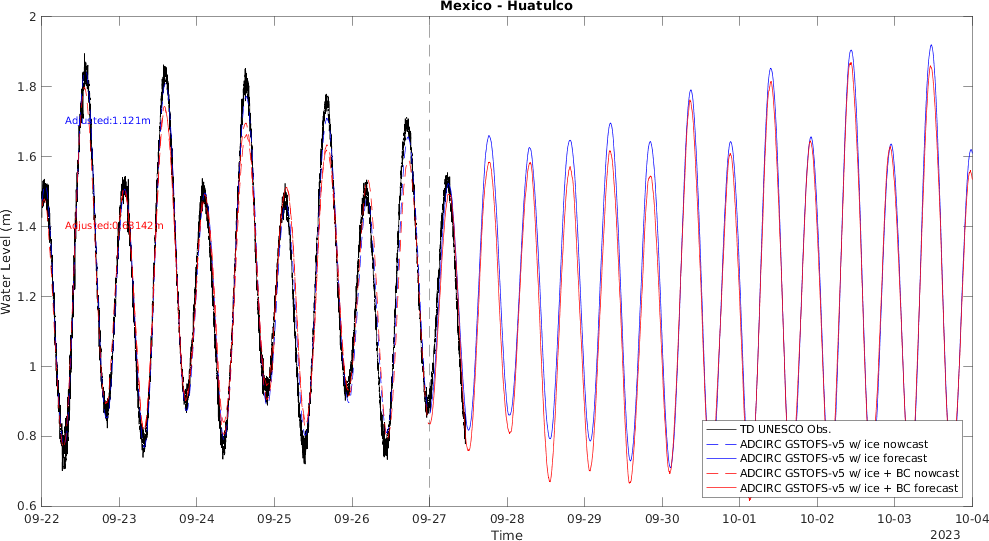 Mexico - Huatulco
2
1.8
1.6
1.4
1.2
1
0.8
0.6
Water Level (m)
Adjusted:1.121m
Adjusted:0.63142m
TD UNESCO Obs.
ADCIRC GSTOFS-v5 w/ ice nowcast
ADCIRC GSTOFS-v5 w/ ice forecast
ADCIRC GSTOFS-v5 w/ ice + BC nowcast
ADCIRC GSTOFS-v5 w/ ice + BC forecast
09-22 09-23 09-24 09-25 09-26 09-27 09-28 09-29 09-30 10-01 10-02 10-03 10-04
Time
2023